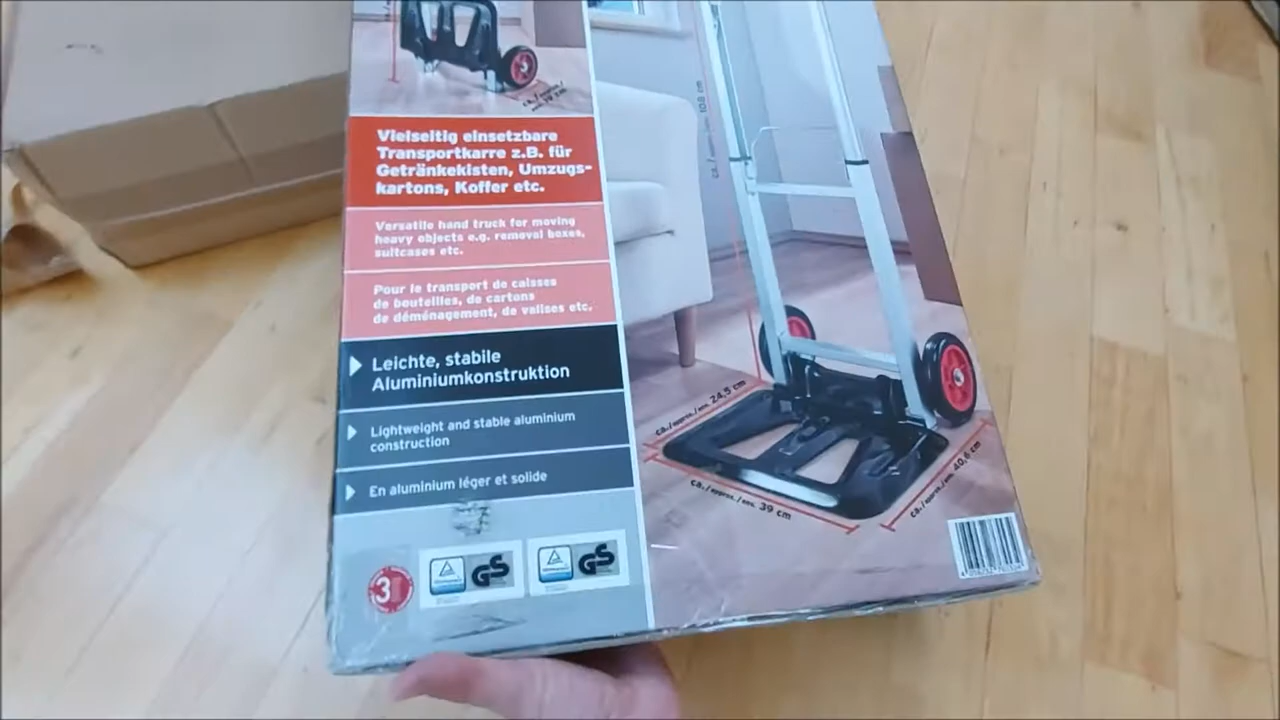 Vielseitig einsetzbare
Transportkarre z.B. für
Getränkekisten, Umzugs-
kartons, Koffer etc.
Versatile hand truck for moving
heavy objects e.g. removal boxes,
suitcases etc.
Pour le transport de caisses
de bouteilles, de cartons
de déménagement, de valises etc.
Leichte, stabile
Aluminiumkonstruktion
Lightweight and stable aluminium
construction
En aluminium léger et solide
3
GS
GS
ca./approx./env. 24,5 cm
ca./approx./env. 39 cm
ca./approx./env. 40,6 cm
ca./approx./env.